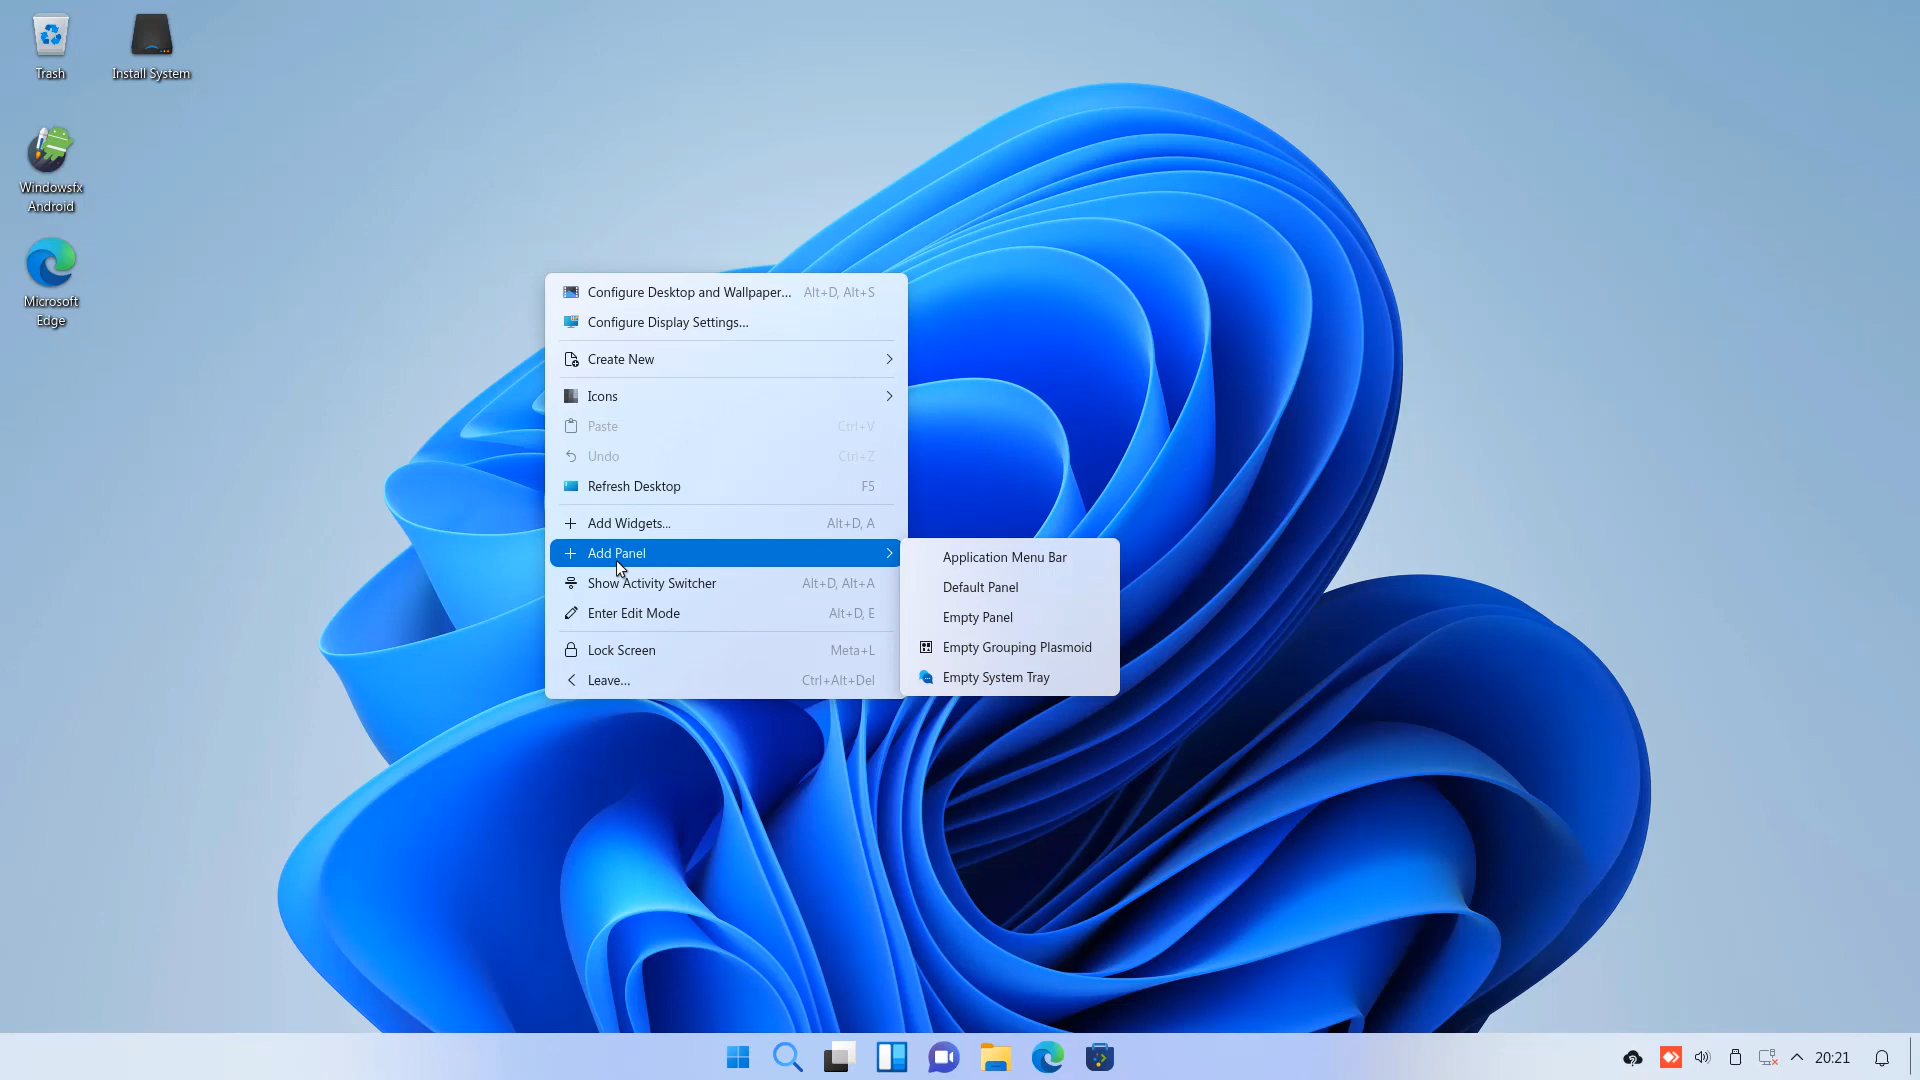 Trash
Install System
Windowsfx
Android
Microsoft
Edge
Configure Desktop and Wallpaper... Alt+D, Alt+S
Configure Display Settings...
Create New
Icons
Paste Ctrl+V
Undo Ctrl+Z
Refresh Desktop F5
Add Widgets... Alt+D, A
Add Panel
Show Activity Switcher Alt+D, Alt+A
Enter Edit Mode Alt+D, E
Lock Screen Meta+L
Leave... Ctrl+Alt+Del
Application Menu Bar
Default Panel
Empty Panel
Empty Grouping Plasmoid
Empty System Tray
20:21